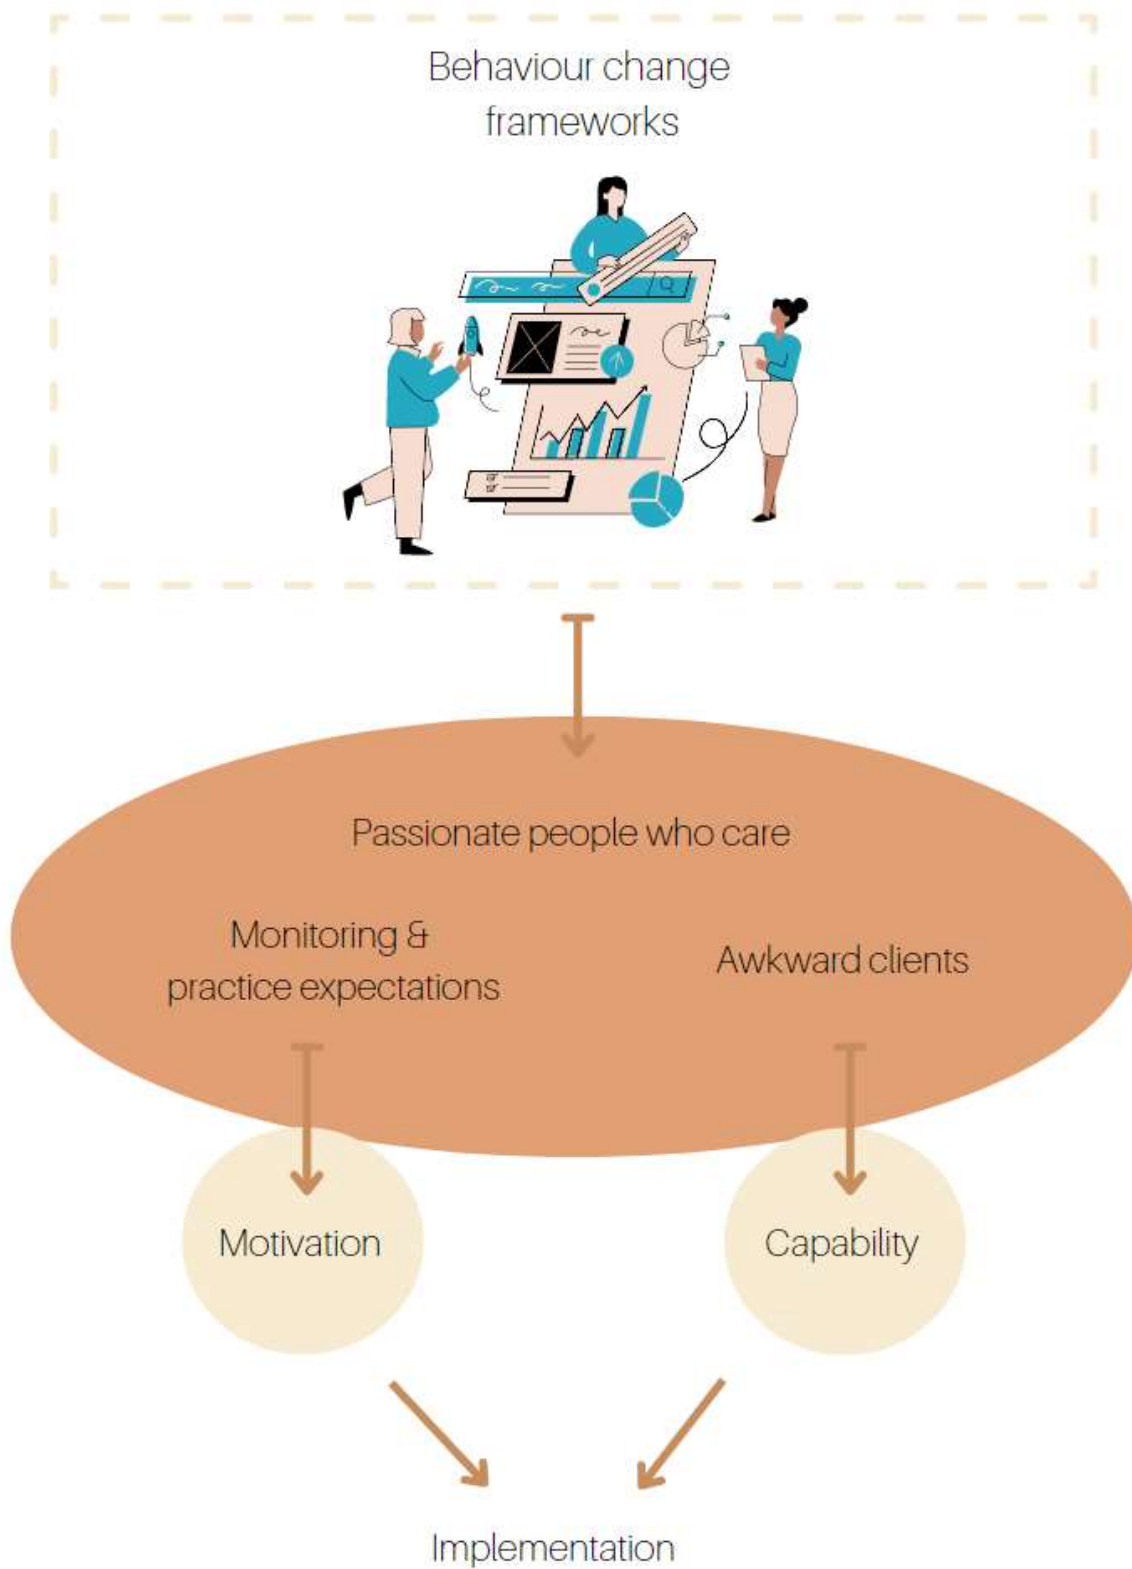 Behaviour change
frameworks
Passionate people who care
Monitoring &
practice expectations
Awkward clients
Motivation
Capability
Implementation